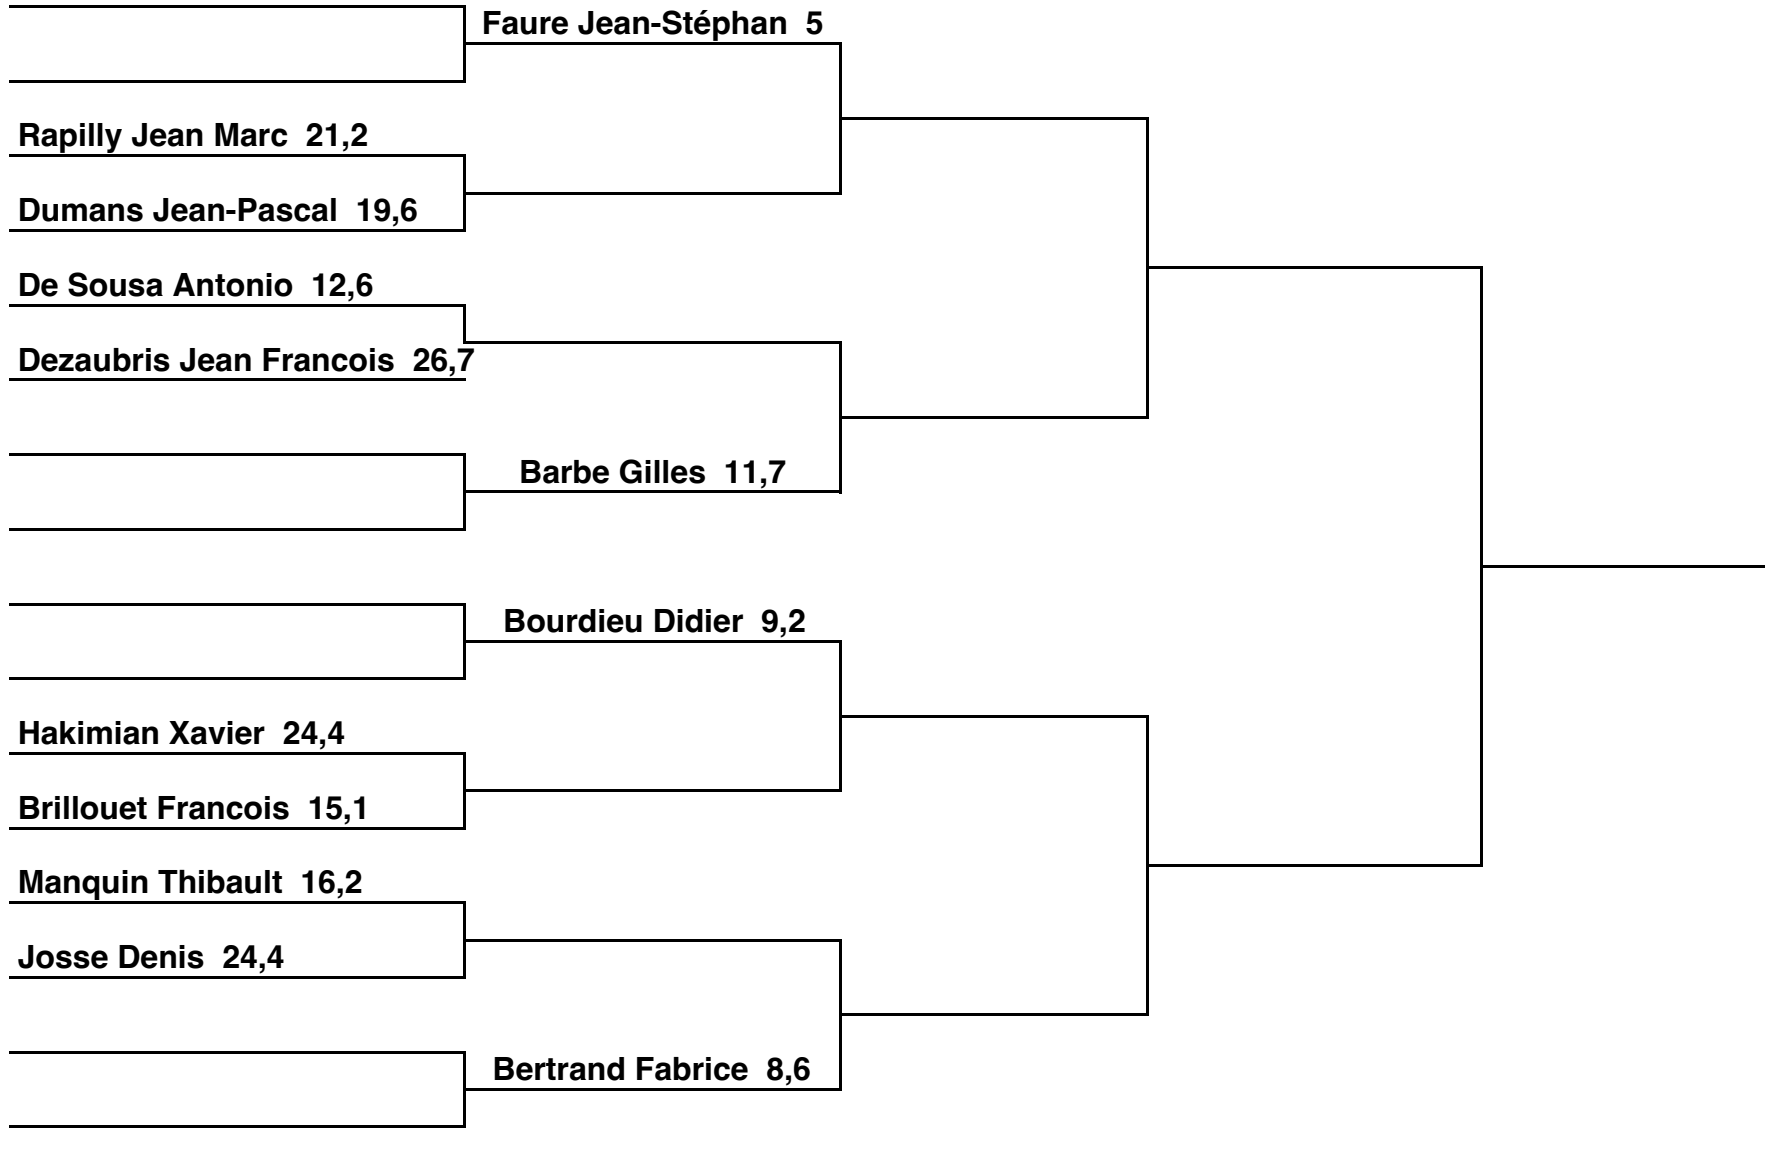 Faure Jean-Stéphan 5
Rapilly Jean Marc 21,2
Dumans Jean-Pascal 19,6
De Sousa Antonio 12,6
Dezaubris Jean Francois 26,7
Barbe Gilles 11,7
Bourdieu Didier 9,2
Hakimian Xavier 24,4
Brillouet Francois 15,1
Manquin Thibault 16,2
Josse Denis 24,4
Bertrand Fabrice 8,6